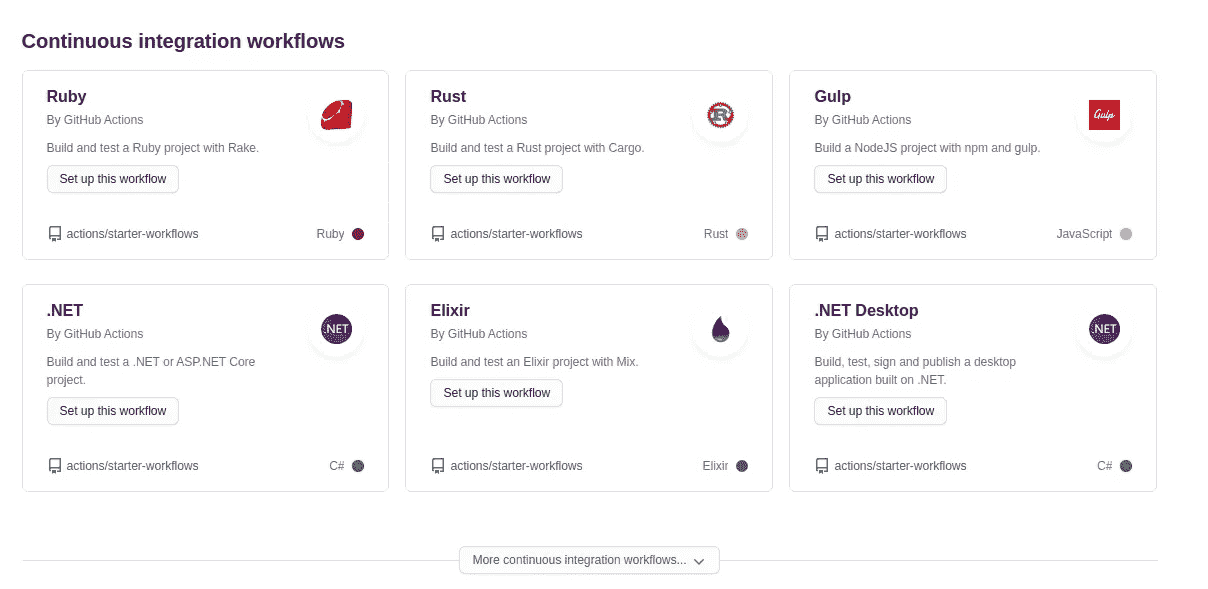 Continuous integration workflows
Ruby
By GitHub Actions
Build and test a Ruby project with Rake.
Set up this workflow
actions/starter-workflows
Ruby
Rust
By GitHub Actions
Build and test a Rust project with Cargo.
Set up this workflow
actions/starter-workflows
Rust
R
Gulp
By GitHub Actions
Build a NodeJS project with npm and gulp.
Set up this workflow
actions/starter-workflows
JavaScript
Gulp
.NET
By GitHub Actions
Build and test a .NET or ASP.NET Core
project.
Set up this workflow
actions/starter-workflows
C#
.NET
Elixir
By GitHub Actions
Build and test an Elixir project with Mix.
Set up this workflow
actions/starter-workflows
Elixir
.NET Desktop
By GitHub Actions
Build, test, sign and publish a desktop
application built on .NET.
Set up this workflow
actions/starter-workflows
C#
.NET
More continuous integration workflows...